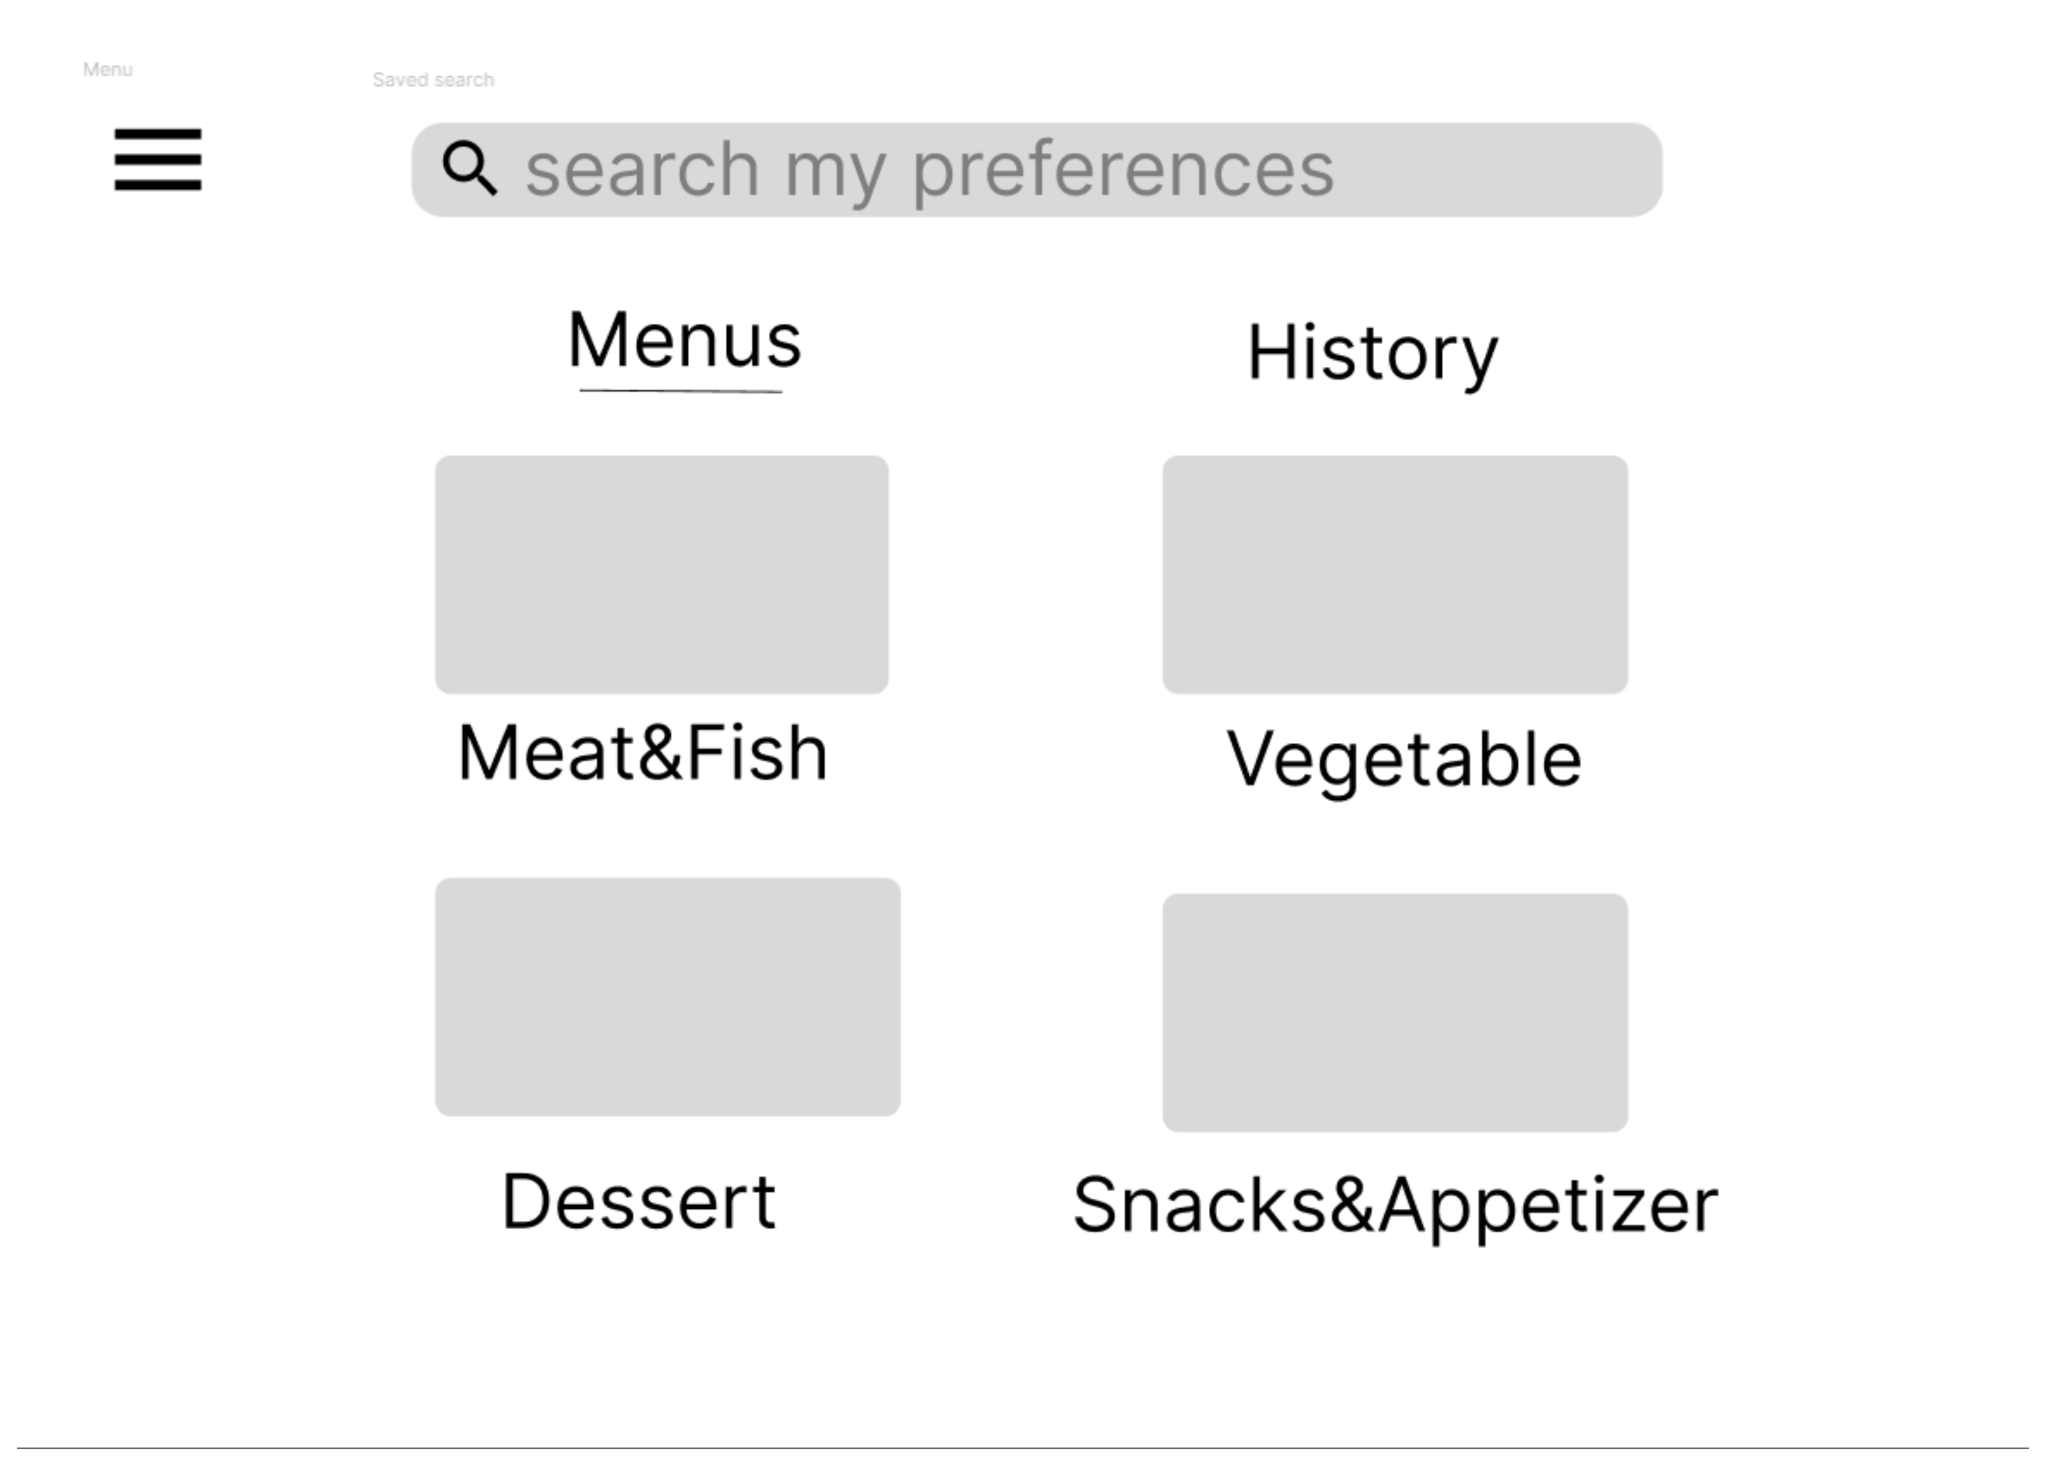 Menu
Saved search
search my preferences
Menus
History
Meat&Fish
Vegetable
Dessert
Snacks&Appetizer